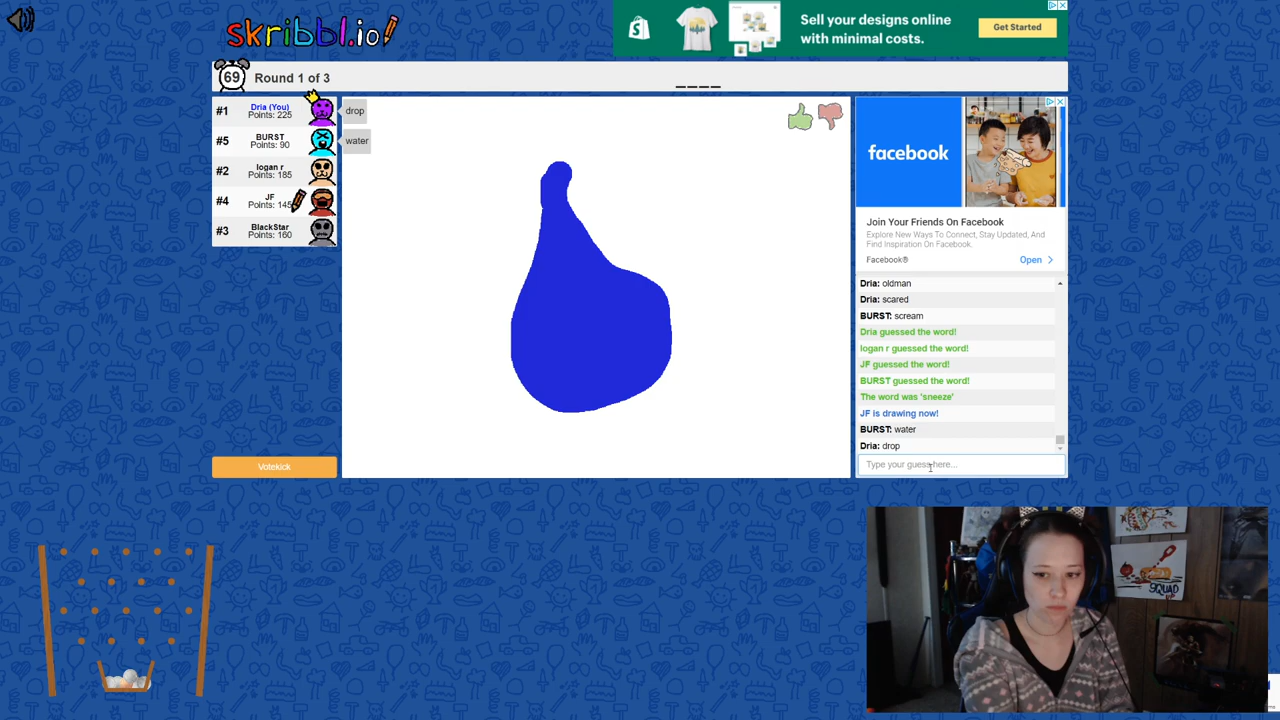 skribbl.io
Sell your designs online
with minimal costs.
Get Started
69
Round 1 of 3
_ _ _ _
#1
Dria (You)
Points: 225
drop
#5
BURST
Points: 90
water
#2
logan r
Points: 185
#4
JF
Points: 145
#3
BlackStar
Points: 160
Votekick
facebook
Join Your Friends On Facebook
Explore New Ways To Connect, Stay Updated, And
Find Inspiration On Facebook.
Facebook®
Open
Dria: oldman
Dria: scared
BURST: scream
Dria guessed the word!
logan r guessed the word!
JF guessed the word!
BURST guessed the word!
The word was 'sneeze'
JF is drawing now!
BURST: water
Dria: drop
Type your guess here...
SQUAD